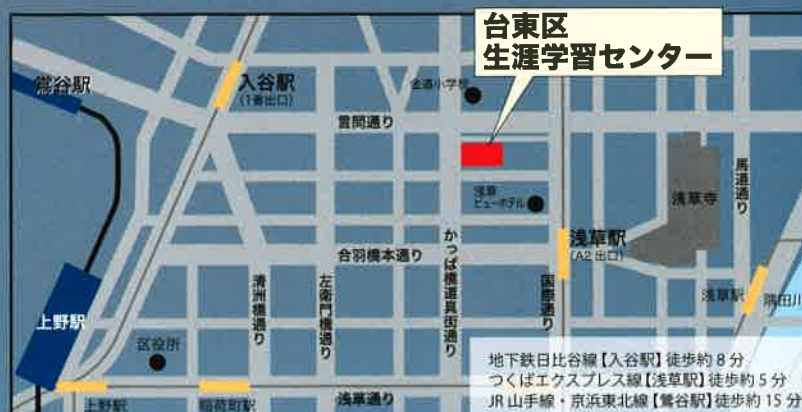 台東区
生涯学習センター
鶯谷駅
入谷駅
(1番出口)
金道小学校
言問通り
浅草
ビューホテル
浅草寺
馬道通り
浅草駅
(A2出口)
合羽橋本通り
かっぱ橋道具街通り
国際通り
清洲橋通り
左衛門橋通り
浅草駅
隅田川
上野駅
区役所
上野駅
稲荷町駅
浅草通り
地下鉄日比谷線【入谷駅】徒歩約8分
つくばエクスプレス線【浅草駅】徒歩約5分
JR山手線・京浜東北線【鶯谷駅】徒歩約15分